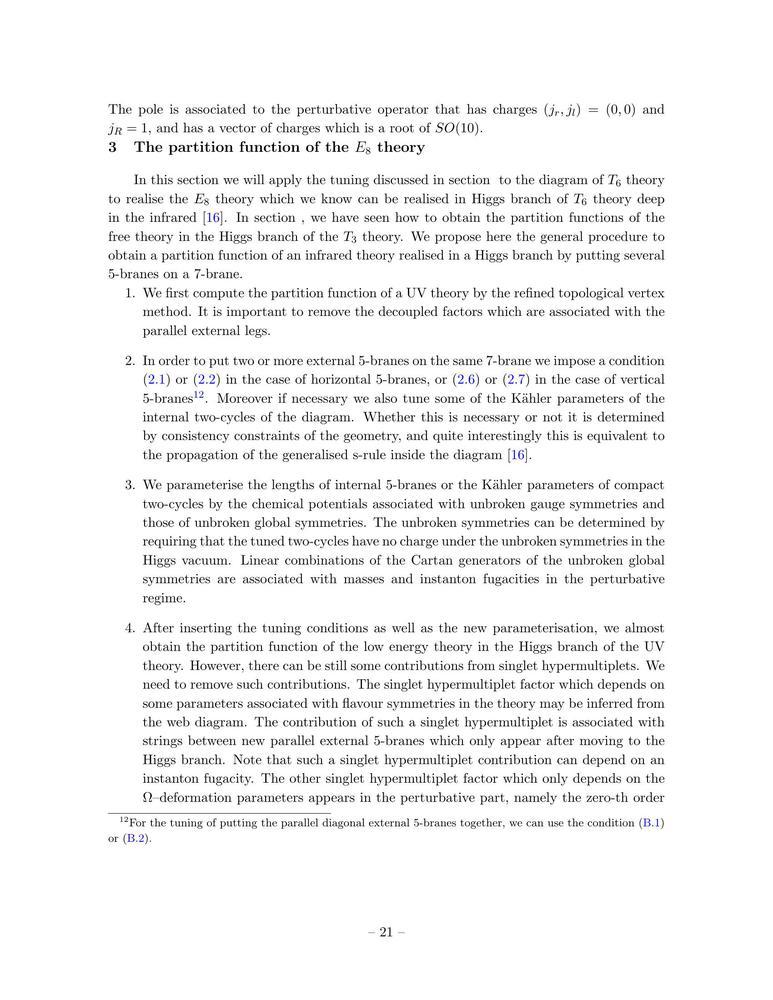 The pole is associated to the perturbative operator that has charges (j_r, j_l) = (0, 0) and
j_R = 1, and has a vector of charges which is a root of SO(10).
3 The partition function of the E_8 theory
In this section we will apply the tuning discussed in section to the diagram of T_6 theory
to realise the E_8 theory which we know can be realised in Higgs branch of T_6 theory deep
in the infrared [16]. In section , we have seen how to obtain the partition functions of the
free theory in the Higgs branch of the T_3 theory. We propose here the general procedure to
obtain a partition function of an infrared theory realised in a Higgs branch by putting several
5-branes on a 7-brane.
1. We first compute the partition function of a UV theory by the refined topological vertex
method. It is important to remove the decoupled factors which are associated with the
parallel external legs.
2. In order to put two or more external 5-branes on the same 7-brane we impose a condition
(2.1) or (2.2) in the case of horizontal 5-branes, or (2.6) or (2.7) in the case of vertical
5-branes^12. Moreover if necessary we also tune some of the Kähler parameters of the
internal two-cycles of the diagram. Whether this is necessary or not it is determined
by consistency constraints of the geometry, and quite interestingly this is equivalent to
the propagation of the generalised s-rule inside the diagram [16].
3. We parameterise the lengths of internal 5-branes or the Kähler parameters of compact
two-cycles by the chemical potentials associated with unbroken gauge symmetries and
those of unbroken global symmetries. The unbroken symmetries can be determined by
requiring that the tuned two-cycles have no charge under the unbroken symmetries in the
Higgs vacuum. Linear combinations of the Cartan generators of the unbroken global
symmetries are associated with masses and instanton fugacities in the perturbative
regime.
4. After inserting the tuning conditions as well as the new parameterisation, we almost
obtain the partition function of the low energy theory in the Higgs branch of the UV
theory. However, there can be still some contributions from singlet hypermultiplets. We
need to remove such contributions. The singlet hypermultiplet factor which depends on
some parameters associated with flavour symmetries in the theory may be inferred from
the web diagram. The contribution of such a singlet hypermultiplet is associated with
strings between new parallel external 5-branes which only appear after moving to the
Higgs branch. Note that such a singlet hypermultiplet contribution can depend on an
instanton fugacity. The other singlet hypermultiplet factor which only depends on the
Ω–deformation parameters appears in the perturbative part, namely the zero-th order
^12For the tuning of putting the parallel diagonal external 5-branes together, we can use the condition (B.1)
or (B.2).
– 21 –